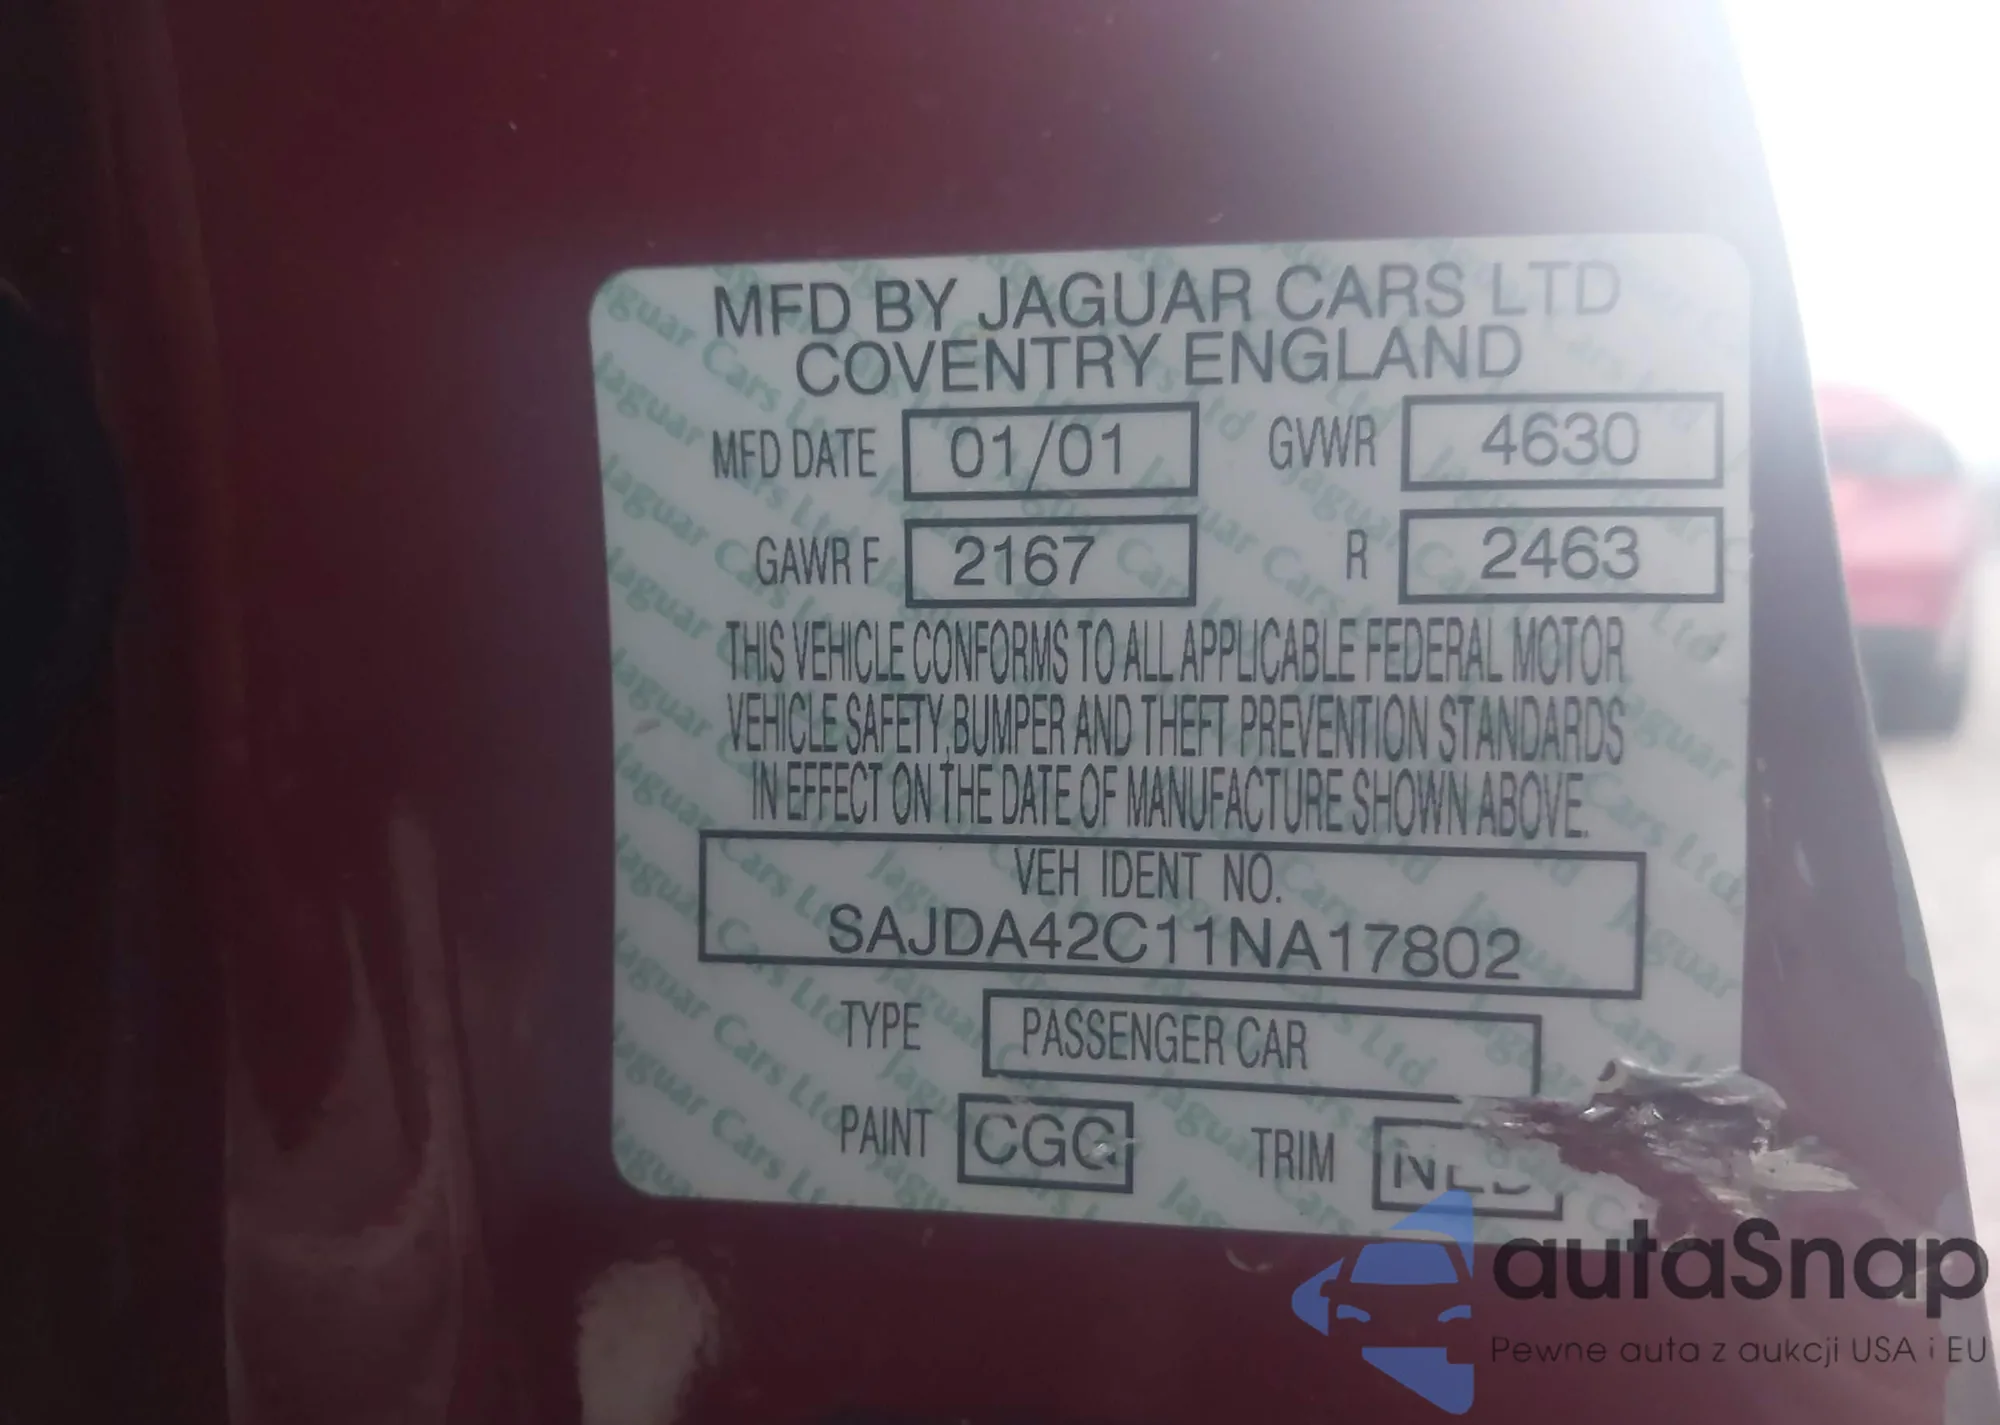 MFD BY JAGUAR CARS LTD
COVENTRY ENGLAND
MFD DATE 01/01 GVWR 4630
GAWR F 2167 R 2463
THIS VEHICLE CONFORMS TO ALL APPLICABLE FEDERAL MOTOR
VEHICLE SAFETY, BUMPER AND THEFT PREVENTION STANDARDS
IN EFFECT ON THE DATE OF MANUFACTURE SHOWN ABOVE.
VEH IDENT NO.
SAJDA42C11NA17802
TYPE PASSENGER CAR
PAINT TRIM
autaSnap
Pewne auta z aukcji USA i EU